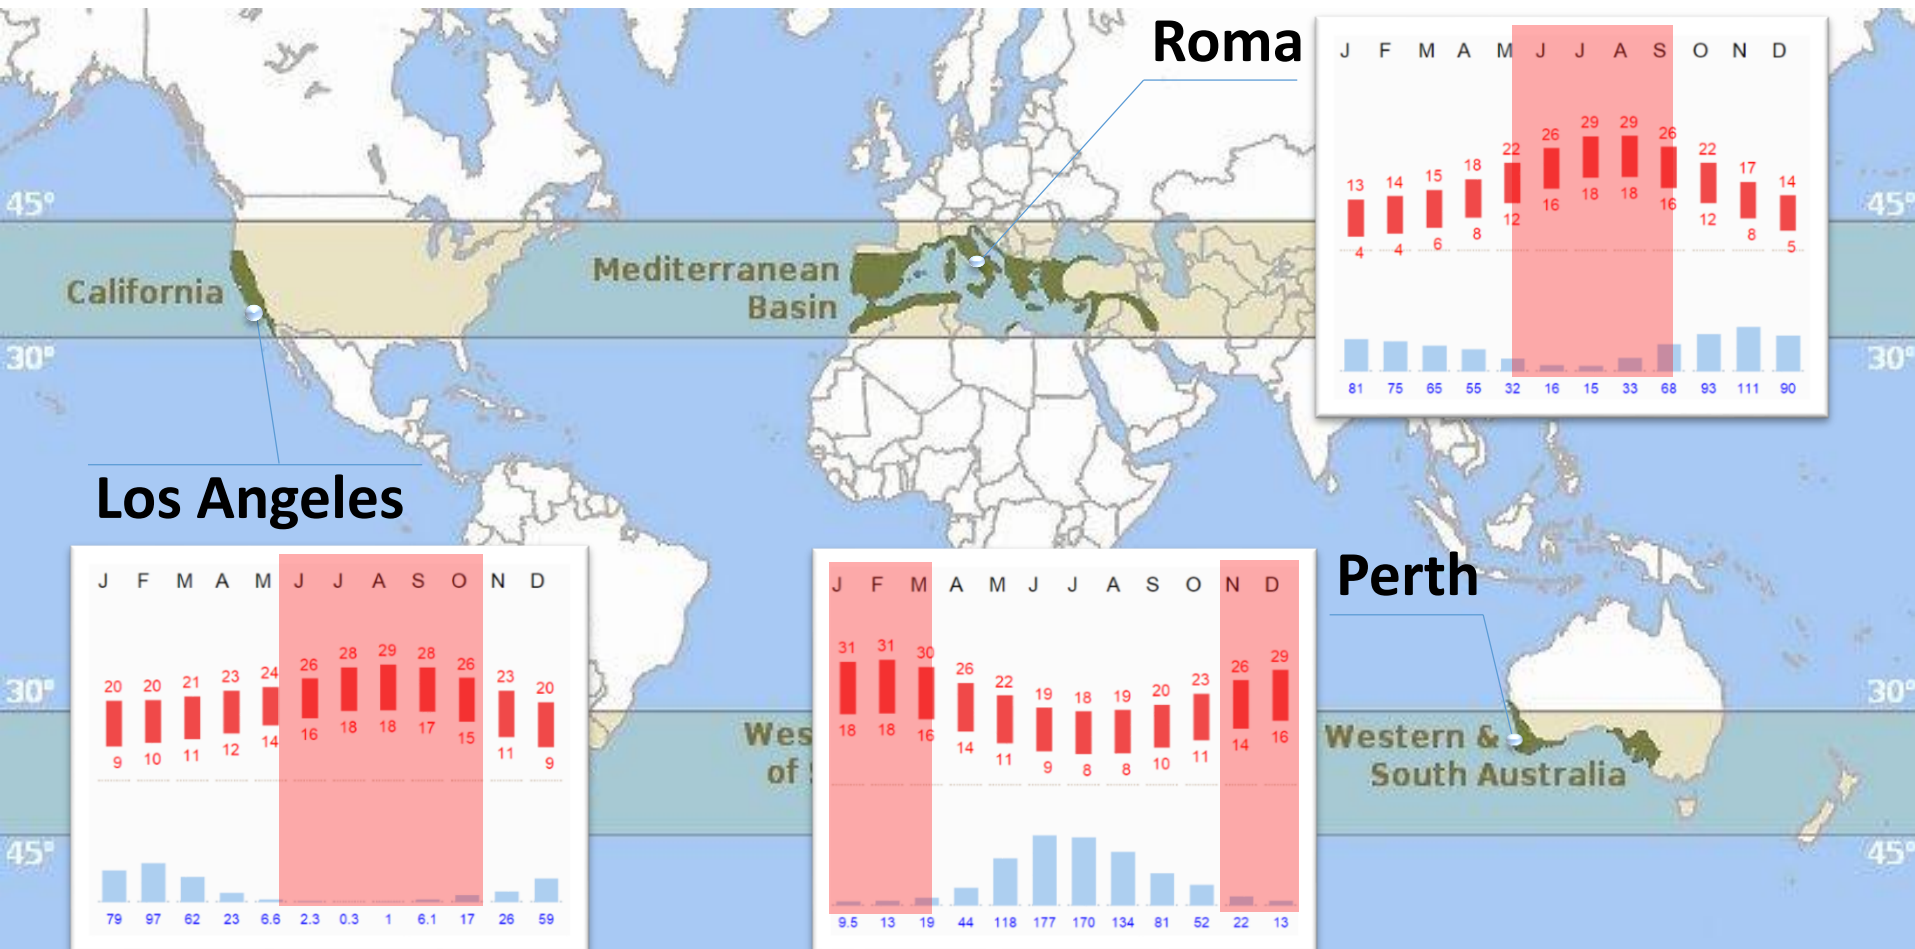 Roma
J F M A M J J A S O N D
13 14 15 18 22 26 29 29 26 22 17 14
4 4 6 8 12 16 18 18 16 12 8 5
81 75 65 55 32 16 15 33 68 93 111 90
45° 45°
Mediterranean
Basin
California
30° 30°
Los Angeles
J F M A M J J A S O N D
20 20 21 23 24 26 28 29 28 26 23 20
9 10 11 12 14 16 18 18 17 15 11 9
79 97 62 23 6.6 2.3 0.3 1 6.1 17 26 59
J F M A M J J A S O N D
31 31 30 26 22 19 18 19 20 23 26 29
18 18 16 14 11 9 8 8 10 11 14 16
9.5 13 19 44 118 177 170 134 81 52 22 13
Perth
30° 30°
Wes
of
Western &
South Australia
45° 45°